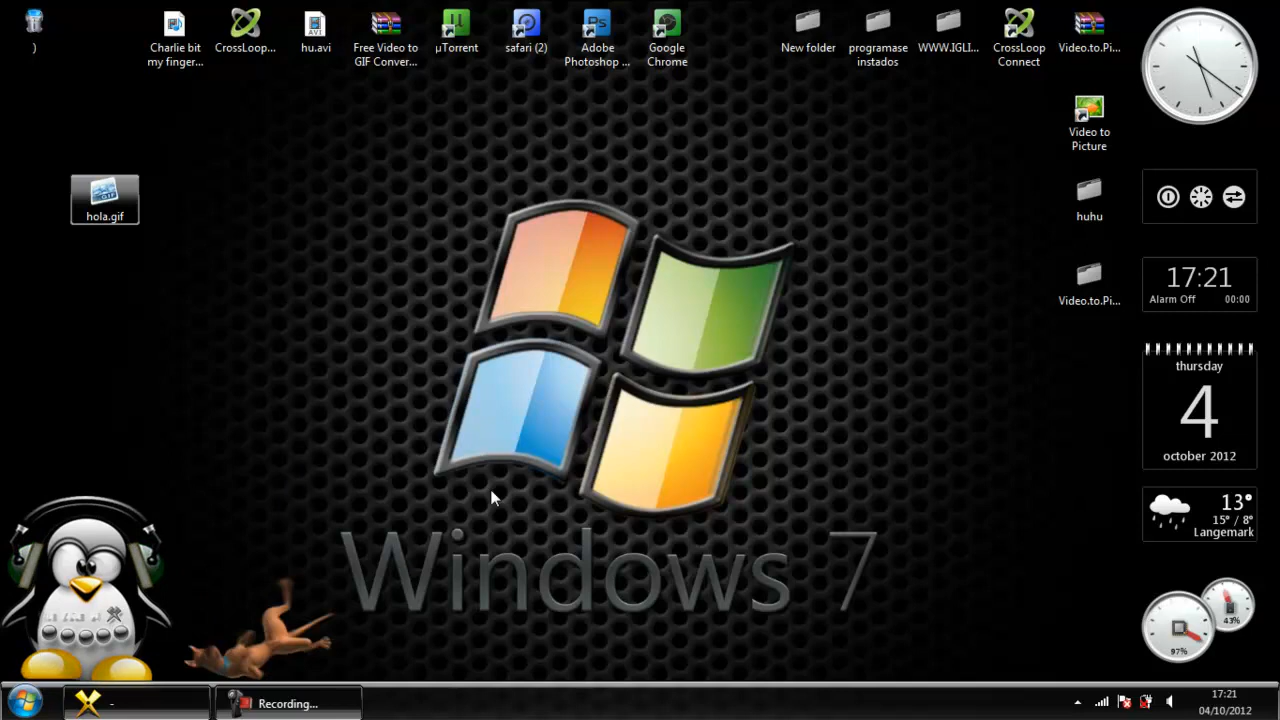 )
Charlie bit
my finger...
CrossLoop...
hu.avi
Free Video to
GIF Conver...
µTorrent
safari (2)
Adobe
Photoshop ...
Google
Chrome
New folder
programase
instados
WWW.IGLI...
CrossLoop
Connect
Video.to.Pi...
Video to
Picture
hola.gif
huhu
Video.to.Pi...
17:21
Alarm Off 00:00
thursday
4
october 2012
13°
15° / 8°
Langemark
43%
97%
Windows 7
-
Recording...
17:21
04/10/2012